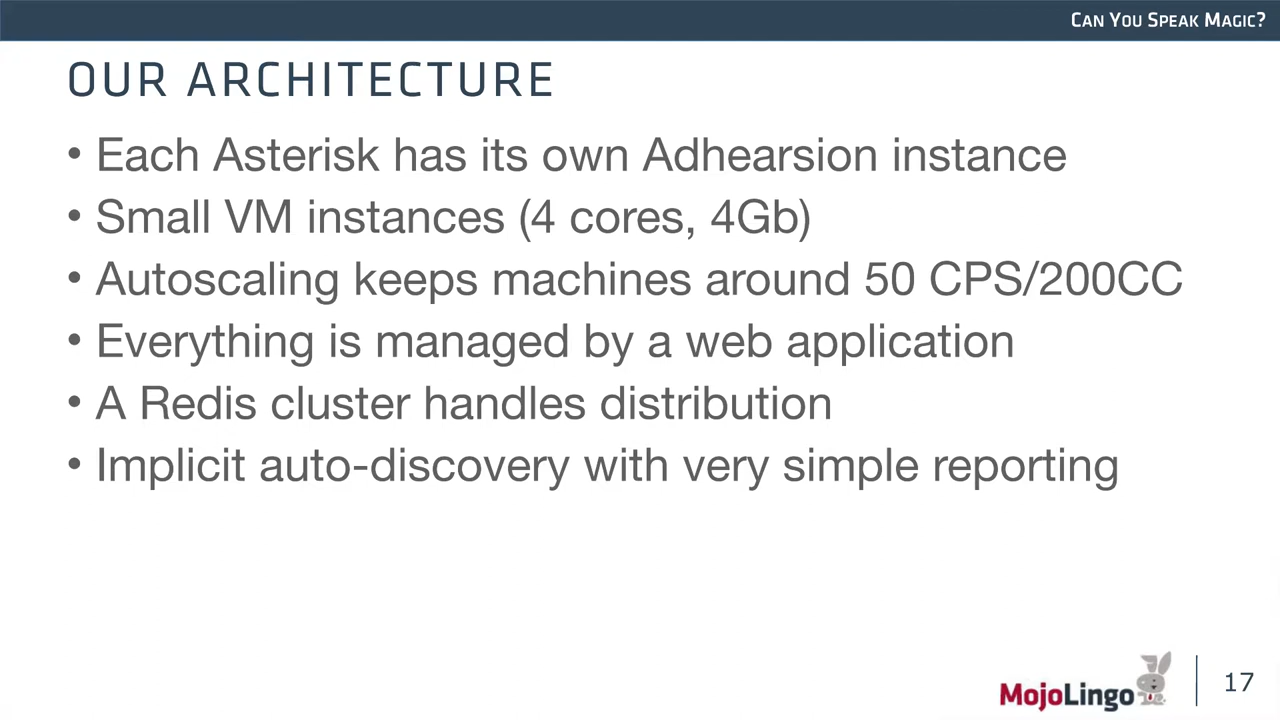 Can You Speak Magic?
OUR ARCHITECTURE
• Each Asterisk has its own Adhearsion instance
• Small VM instances (4 cores, 4Gb)
• Autoscaling keeps machines around 50 CPS/200CC
• Everything is managed by a web application
• A Redis cluster handles distribution
• Implicit auto-discovery with very simple reporting
MojoLingo
17